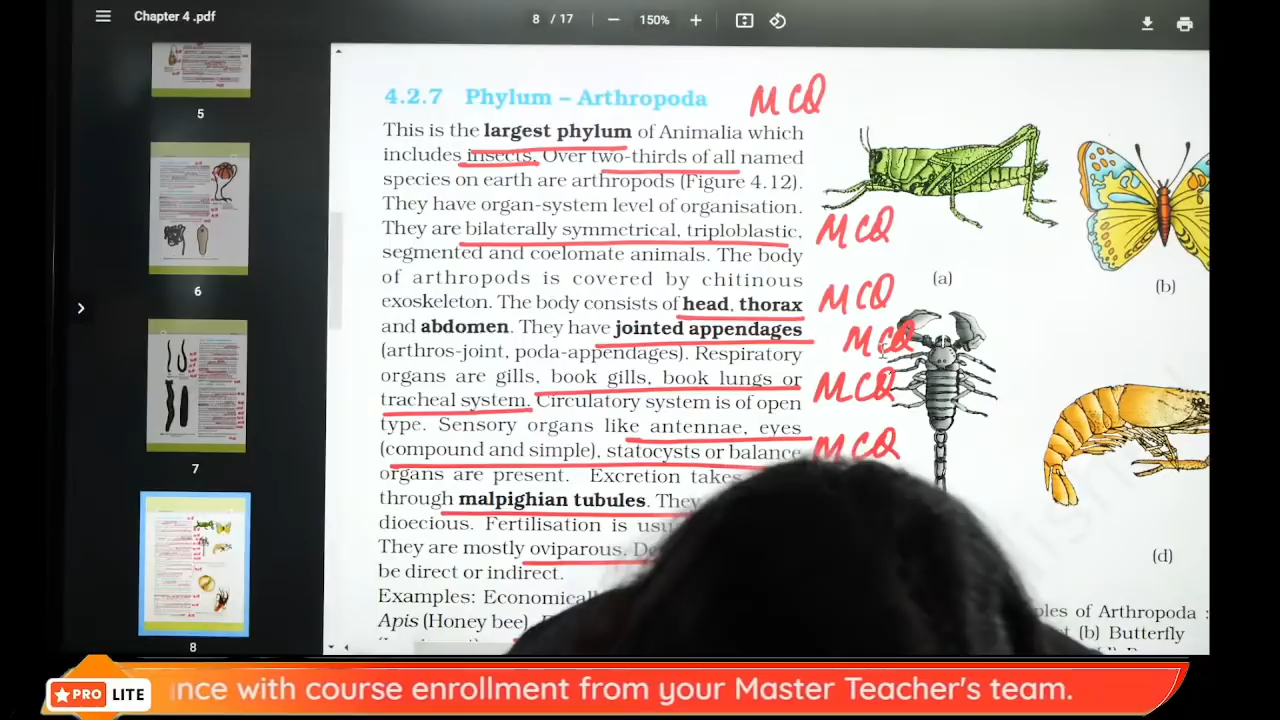 Chapter 4 .pdf
8 / 17
150%
5
6
7
8
4.2.7 Phylum – Arthropoda
MCQ
This is the largest phylum of Animalia which
includes insects. Over two-thirds of all named
species on earth are arthropods (Figure 4.12).
They have organ-system level of organisation.
They are bilaterally symmetrical, triploblastic,
MCQ
segmented and coelomate animals. The body
of arthropods is covered by chitinous
exoskeleton. The body consists of head, thorax
MCQ
and abdomen. They have jointed appendages
MCQ
(arthros-joint, poda-appendages). Respiratory
organs are gills, book gills, book lungs or
MCQ
tracheal system. Circulatory system is of open
type. Sensory organs like antennae, eyes
(compound and simple), statocysts or balance
MCQ
organs are present. Excretion takes
through malpighian tubules. They
dioecious. Fertilisation is
They are mostly oviparous.
be direct or indirect.
Examples:
Apis (Honey bee),
(a)
(b)
(d)
of Arthropoda :
(b) Butterfly
PRO LITE
with course enrollment from your Master Teacher's team.